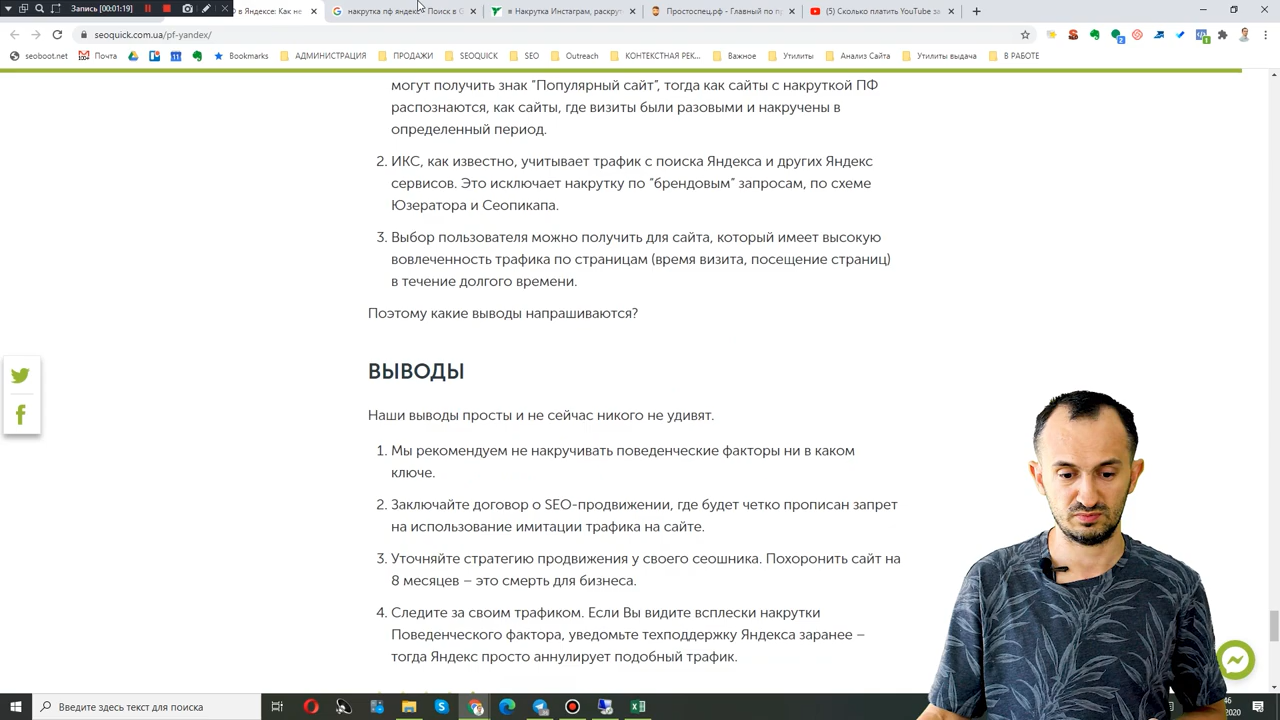 Запись [00:01:19]
в Яндексе: Как не
накрутка пф яндекс - Поиск в G
» Накрутка Инстаграм, раскрут
Простоспец.рф - Главный по п
(5) Сколько платить YouTube за
seoquick.com.ua/pf-yandex/
seoboot.net
Почта
Bookmarks
АДМИНИСТРАЦИЯ
ПРОДАЖИ
SEOQUICK
SEO
Outreach
КОНТЕКСТНАЯ РЕК...
Важное
Утилиты
Анализ Сайта
Утилиты выдача
В РАБОТЕ
могут получить знак “Популярный сайт”, тогда как сайты с накруткой ПФ
распознаются, как сайты, где визиты были разовыми и накручены в
определенный период.
2. ИКС, как известно, учитывает трафик с поиска Яндекса и других Яндекс
сервисов. Это исключает накрутку по “брендовым” запросам, по схеме
Юзератора и Сеопикапа.
3. Выбор пользователя можно получить для сайта, который имеет высокую
вовлеченность трафика по страницам (время визита, посещение страниц)
в течение долгого времени.
Поэтому какие выводы напрашиваются?
ВЫВОДЫ
Наши выводы просты и не сейчас никого не удивят.
1. Мы рекомендуем не накручивать поведенческие факторы ни в каком
ключе.
2. Заключайте договор о SEO-продвижении, где будет четко прописан запрет
на использование имитации трафика на сайте.
3. Уточняйте стратегию продвижения у своего сеошника. Похоронить сайт на
8 месяцев – это смерть для бизнеса.
4. Следите за своим трафиком. Если Вы видите всплески накрутки
Поведенческого фактора, уведомьте техподдержку Яндекса заранее –
тогда Яндекс просто аннулирует подобный трафик.
Введите здесь текст для поиска
46
2020